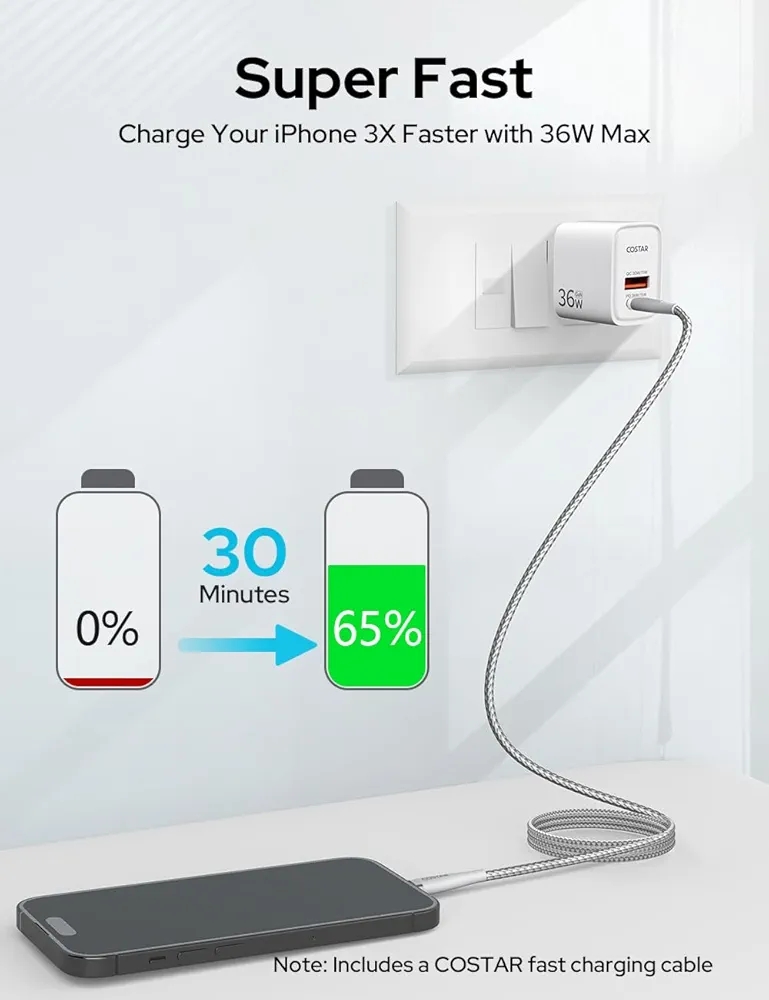 Super Fast
Charge Your iPhone 3X Faster with 36W Max
COSTAR
36W
0%
30
Minutes
65%
COSTAR
Note: Includes a COSTAR fast charging cable